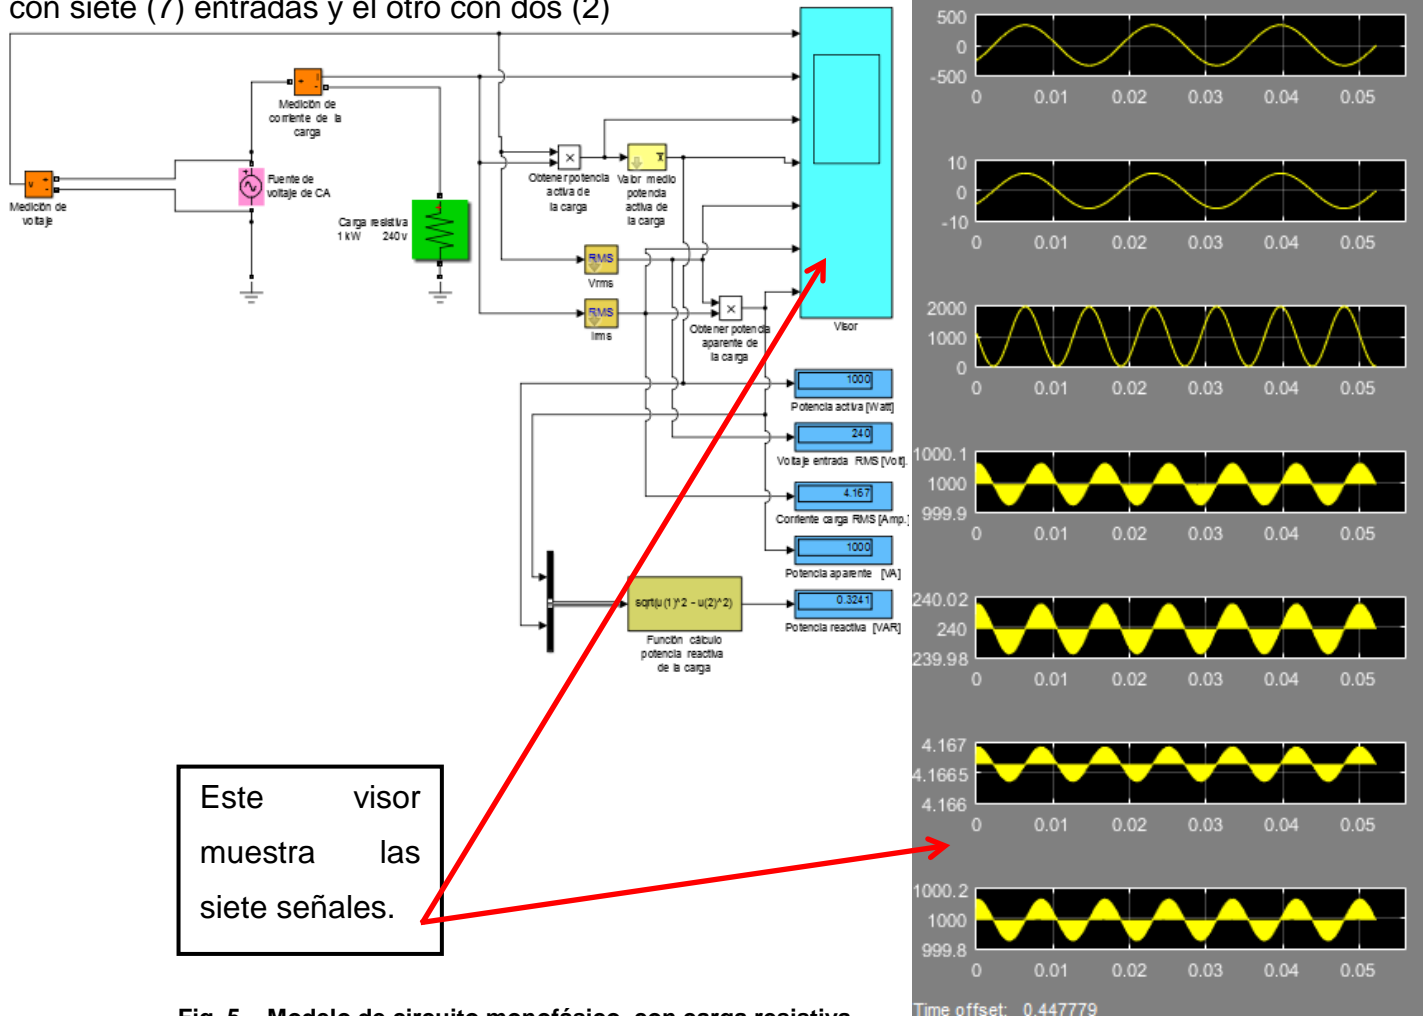 con siete (7) entradas y el otro con dos (2)
Medición de
corriente de la
carga
Fuente de
voltaje de CA
Medición de
voltaje
Carga resistiva
1 kW 240 v
Obtener potencia
activa de
la carga
Valor medio
potencia
activa de
la carga
RMS
Vrms
RMS
Irms
Obtener potencia
aparente de
la carga
Visor
1000
Potencia activa [Watt]
240
Voltaje entrada RMS [Volt].
4.167
Corriente carga RMS [Amp.]
1000
Potencia aparente [VA]
0.3241
Potencia reactiva [VAR]
sqrt(u(1)^2 - u(2)^2)
Función cálculo
potencia reactiva
de la carga
Este visor
muestra las
siete señales.
Fig. 5 Modelo de circuito monofásico con carga resistiva
500
0
-500
0 0.01 0.02 0.03 0.04 0.05
10
0
-10
0 0.01 0.02 0.03 0.04 0.05
2000
1000
0
0 0.01 0.02 0.03 0.04 0.05
1000.1
1000
999.9
0 0.01 0.02 0.03 0.04 0.05
240.02
240
239.98
0 0.01 0.02 0.03 0.04 0.05
4.167
4.1665
4.166
0 0.01 0.02 0.03 0.04 0.05
1000.2
1000
999.8
0 0.01 0.02 0.03 0.04 0.05
Time offset: 0.447779